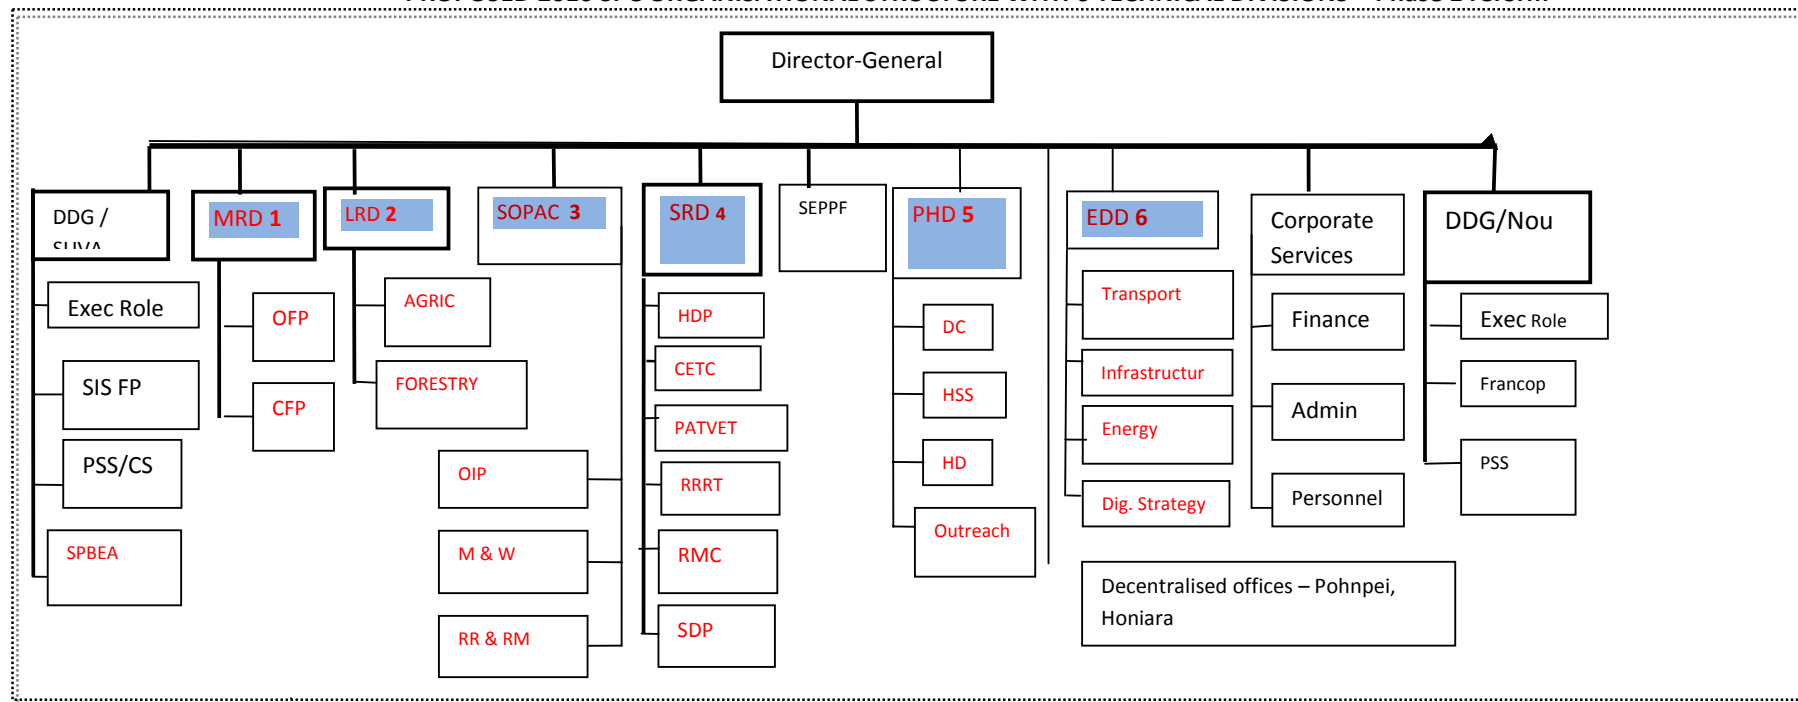 Director-General
DDG /
SUVA
MRD 1
LRD 2
SOPAC 3
SRD 4
SEPPF
PHD 5
EDD 6
Corporate
Services
DDG/Nou
Exec Role
SIS FP
PSS/CS
SPBEA
OFP
CFP
AGRIC
FORESTRY
OIP
M & W
RR & RM
HDP
CETC
PATVET
RRRT
RMC
SDP
DC
HSS
HD
Outreach
Transport
Infrastructur
Energy
Dig. Strategy
Finance
Admin
Personnel
Exec Role
Francop
PSS
Decentralised offices – Pohnpei,
Honiara